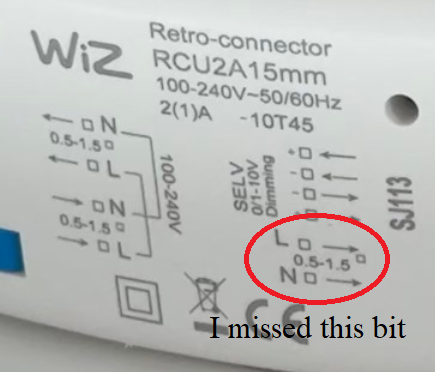 WiZ
Retro-connector
RCU2A15mm
100-240V~50/60Hz
2(1)A -10T45
N
0.5-1.5
L
N
0.5-1.5
L
100-240V
SELV
0/1-10V
Dimming
+
-
-
+
L
0.5-1.5
N
SJ113
CE
I missed this bit